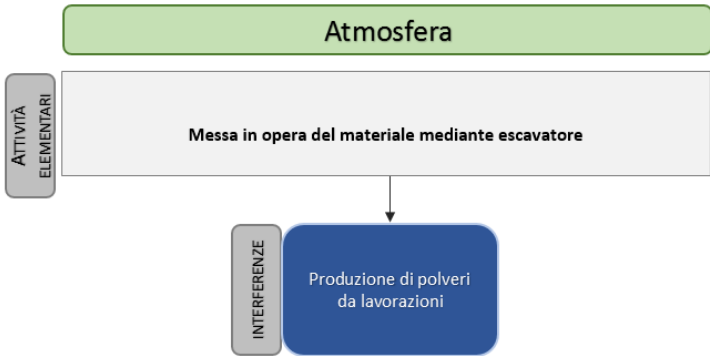 Atmosfera
ATTIVITÀ
ELEMENTARI
Messa in opera del materiale mediante escavatore
INTERFERENZE
Produzione di polveri
da lavorazioni